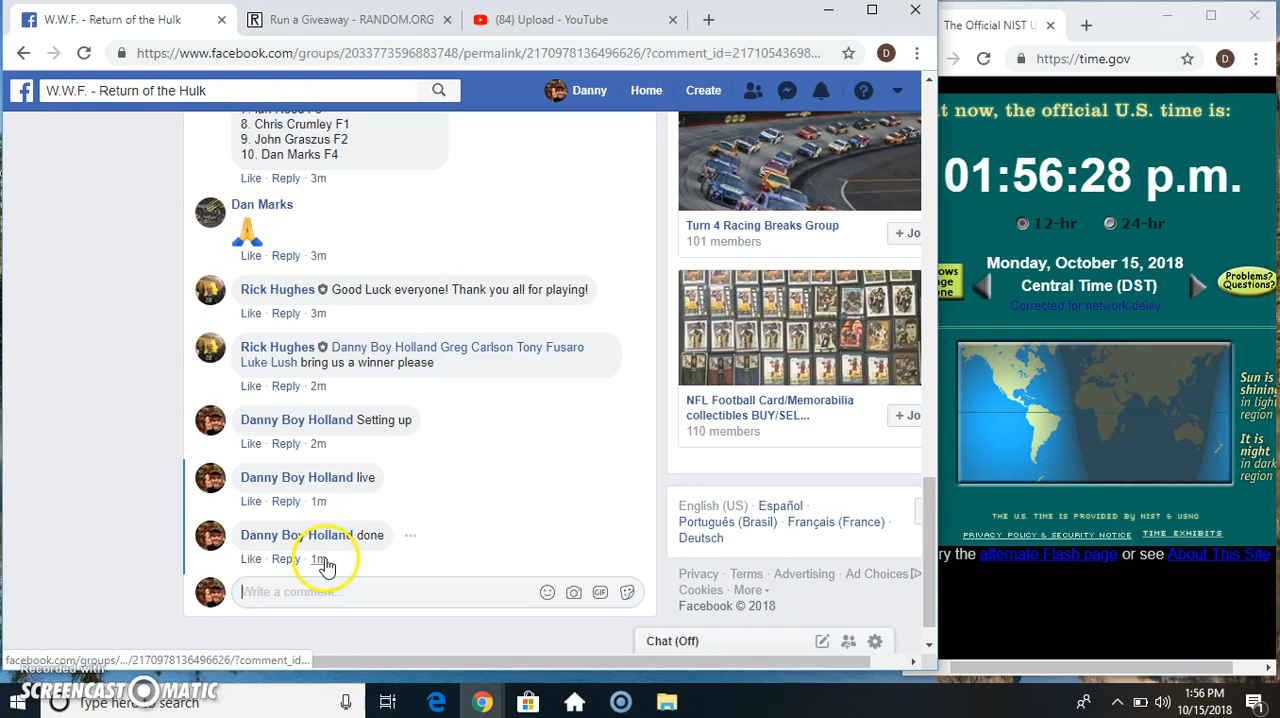 W.W.F. - Return of the Hulk
Run a Giveaway - RANDOM.ORG
(84) Upload - YouTube
The Official NIST U
https://www.facebook.com/groups/2033773596883748/permalink/2170978136496626/?comment_id=21710543698...
D
https://time.gov
D
W.W.F. - Return of the Hulk
Danny
Home
Create
8. Chris Crumley F1
9. John Graszus F2
10. Dan Marks F4
Like · Reply · 3m
Dan Marks
Like · Reply · 3m
Rick Hughes Good Luck everyone! Thank you all for playing!
Like · Reply · 3m
Rick Hughes Danny Boy Holland Greg Carlson Tony Fusaro
Luke Lush bring us a winner please
Like · Reply · 2m
Danny Boy Holland Setting up
Like · Reply · 2m
Danny Boy Holland live
Like · Reply · 1m
Danny Boy Holland done
Like · Reply · 1m
Write a comment...
GIF
Turn 4 Racing Breaks Group
101 members
+ Jo
NFL Football Card/Memorabilia
collectibles BUY/SEL...
110 members
+ Jo
English (US) · Español
Português (Brasil) · Français (France)
Deutsch
Privacy · Terms · Advertising · Ad Choices
Cookies · More
Facebook © 2018
Chat (Off)
facebook.com/groups/.../2170978136496626/?comment_id...
t now, the official U.S. time is:
01:56:28 p.m.
12-hr
24-hr
Monday, October 15, 2018
Central Time (DST)
Corrected for network delay
Problems?
Questions?
Sun is
shining
in light
region
It is
night
in dark
region
THE U.S. TIME IS PROVIDED BY NIST & USNO
PRIVACY POLICY & SECURITY NOTICE
TIME EXHIBITS
ry the alternate Flash page or see About This Site
Recorded with
SCREENCAST-O-MATIC
Type here to search
1:56 PM
10/15/2018
1